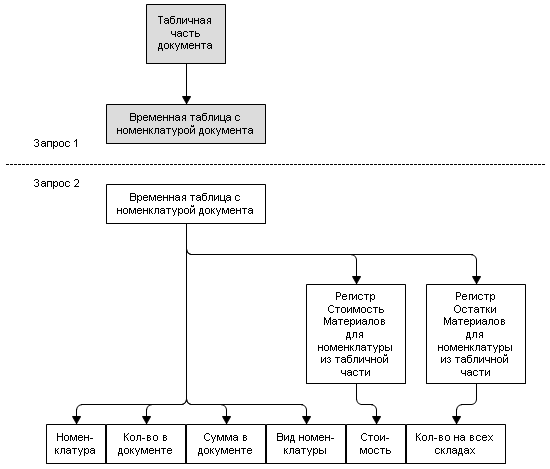 Табличная
часть
документа
Временная таблица с
номенклатурой документа
Запрос 1
Запрос 2
Временная таблица с
номенклатурой документа
Регистр
Стоимость
Материалов
для
номенклатуры
из табличной
части
Регистр
Остатки
Материалов
для
номенклатуры
из табличной
части
Номен-
клатура
Кол-во в
документе
Сумма в
документе
Вид номен-
клатуры
Стои-
мость
Кол-во на всех
складах